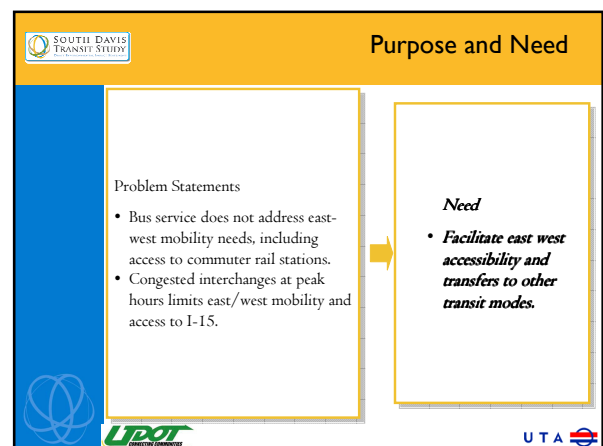 SOUTH DAVIS
TRANSIT STUDY
Purpose and Need
Problem Statements
• Bus service does not address east-
west mobility needs, including
access to commuter rail stations.
• Congested interchanges at peak
hours limits east/west mobility and
access to I-15.
Need
• Facilitate east west
accessibility and
transfers to other
transit modes.
UDOT
CONNECTING COMMUNITIES
UTA